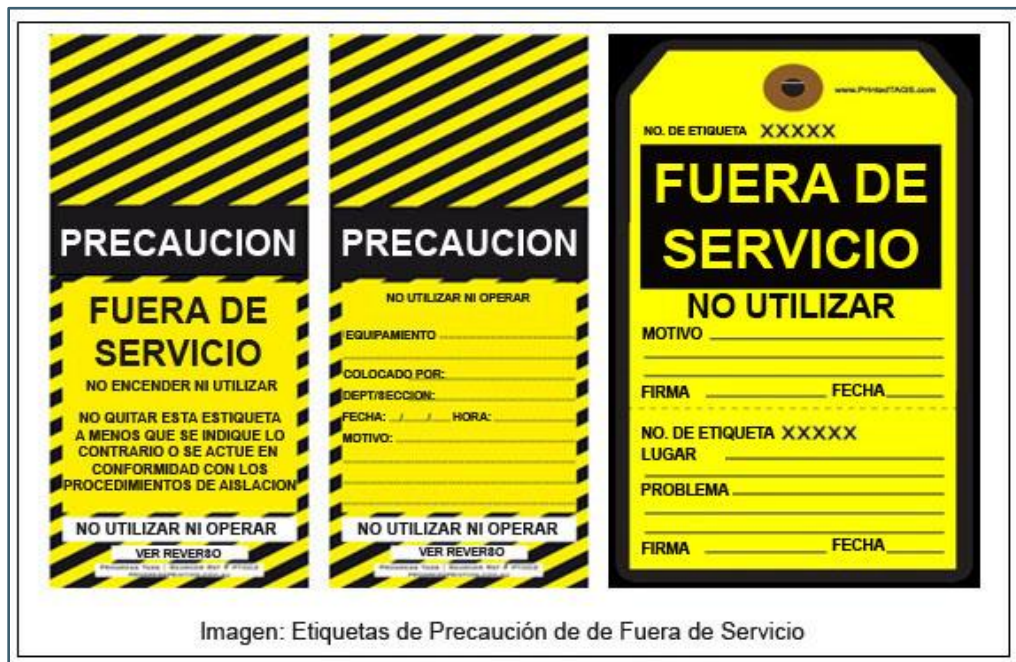 PRECAUCION
FUERA DE
SERVICIO
NO ENCENDER NI UTILIZAR
NO QUITAR ESTA ESTIQUETA
A MENOS QUE SE INDIQUE LO
CONTRARIO O SE ACTUE EN
CONFORMIDAD CON LOS
PROCEDIMIENTOS DE AISLACION
NO UTILIZAR NI OPERAR
VER REVER8O
PRECAUCION
NO UTILIZAR NI OPERAR
EQUIPAMIENTO
COLOCADO POR:
DEPT/SECCION:
FECHA: / / HORA:
MOTIVO:
NO UTILIZAR NI OPERAR
VER REVER8O
www.PrintedTAGS.com
NO. DE ETIQUETA XXXXX
FUERA DE
SERVICIO
NO UTILIZAR
MOTIVO
FIRMA FECHA
NO. DE ETIQUETA XXXXX
LUGAR
PROBLEMA
FIRMA FECHA
Imagen: Etiquetas de Precaución de de Fuera de Servicio